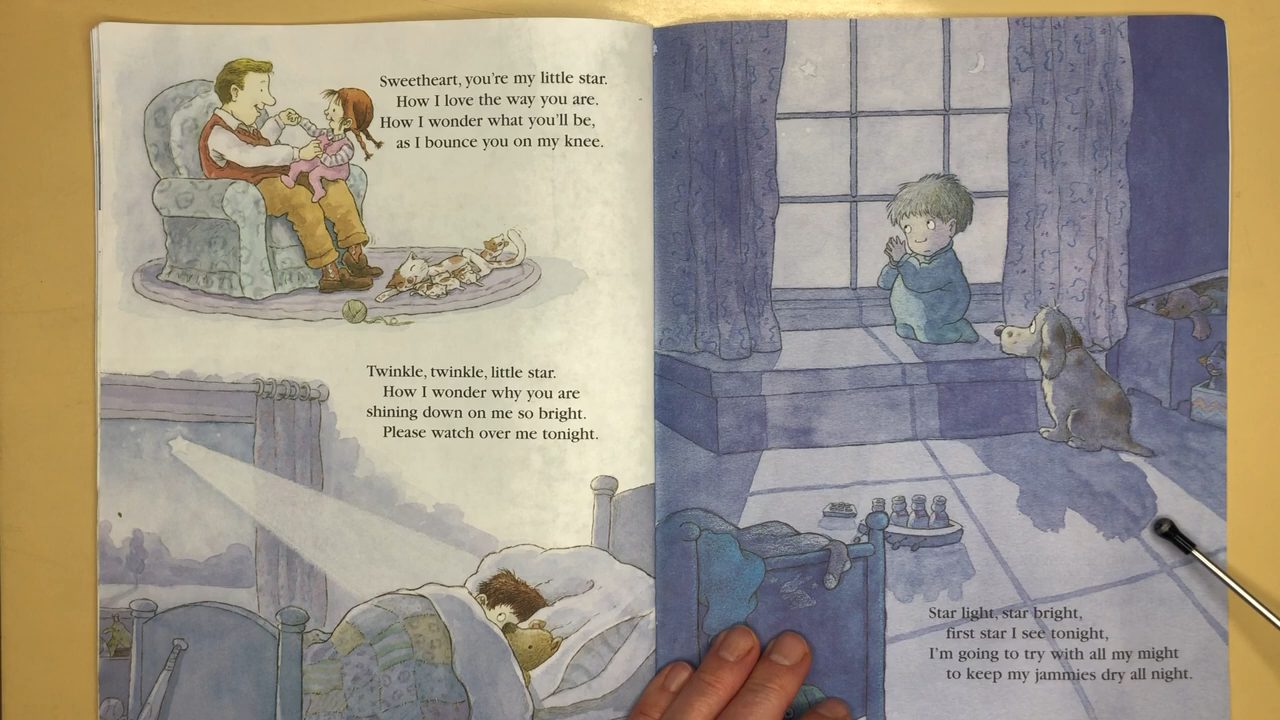 Sweetheart, you're my little star.
How I love the way you are.
How I wonder what you'll be,
as I bounce you on my knee.
Twinkle, twinkle, little star.
How I wonder why you are
shining down on me so bright.
Please watch over me tonight.
Star light, star bright,
first star I see tonight,
I'm going to try with all my might
to keep my jammies dry all night.